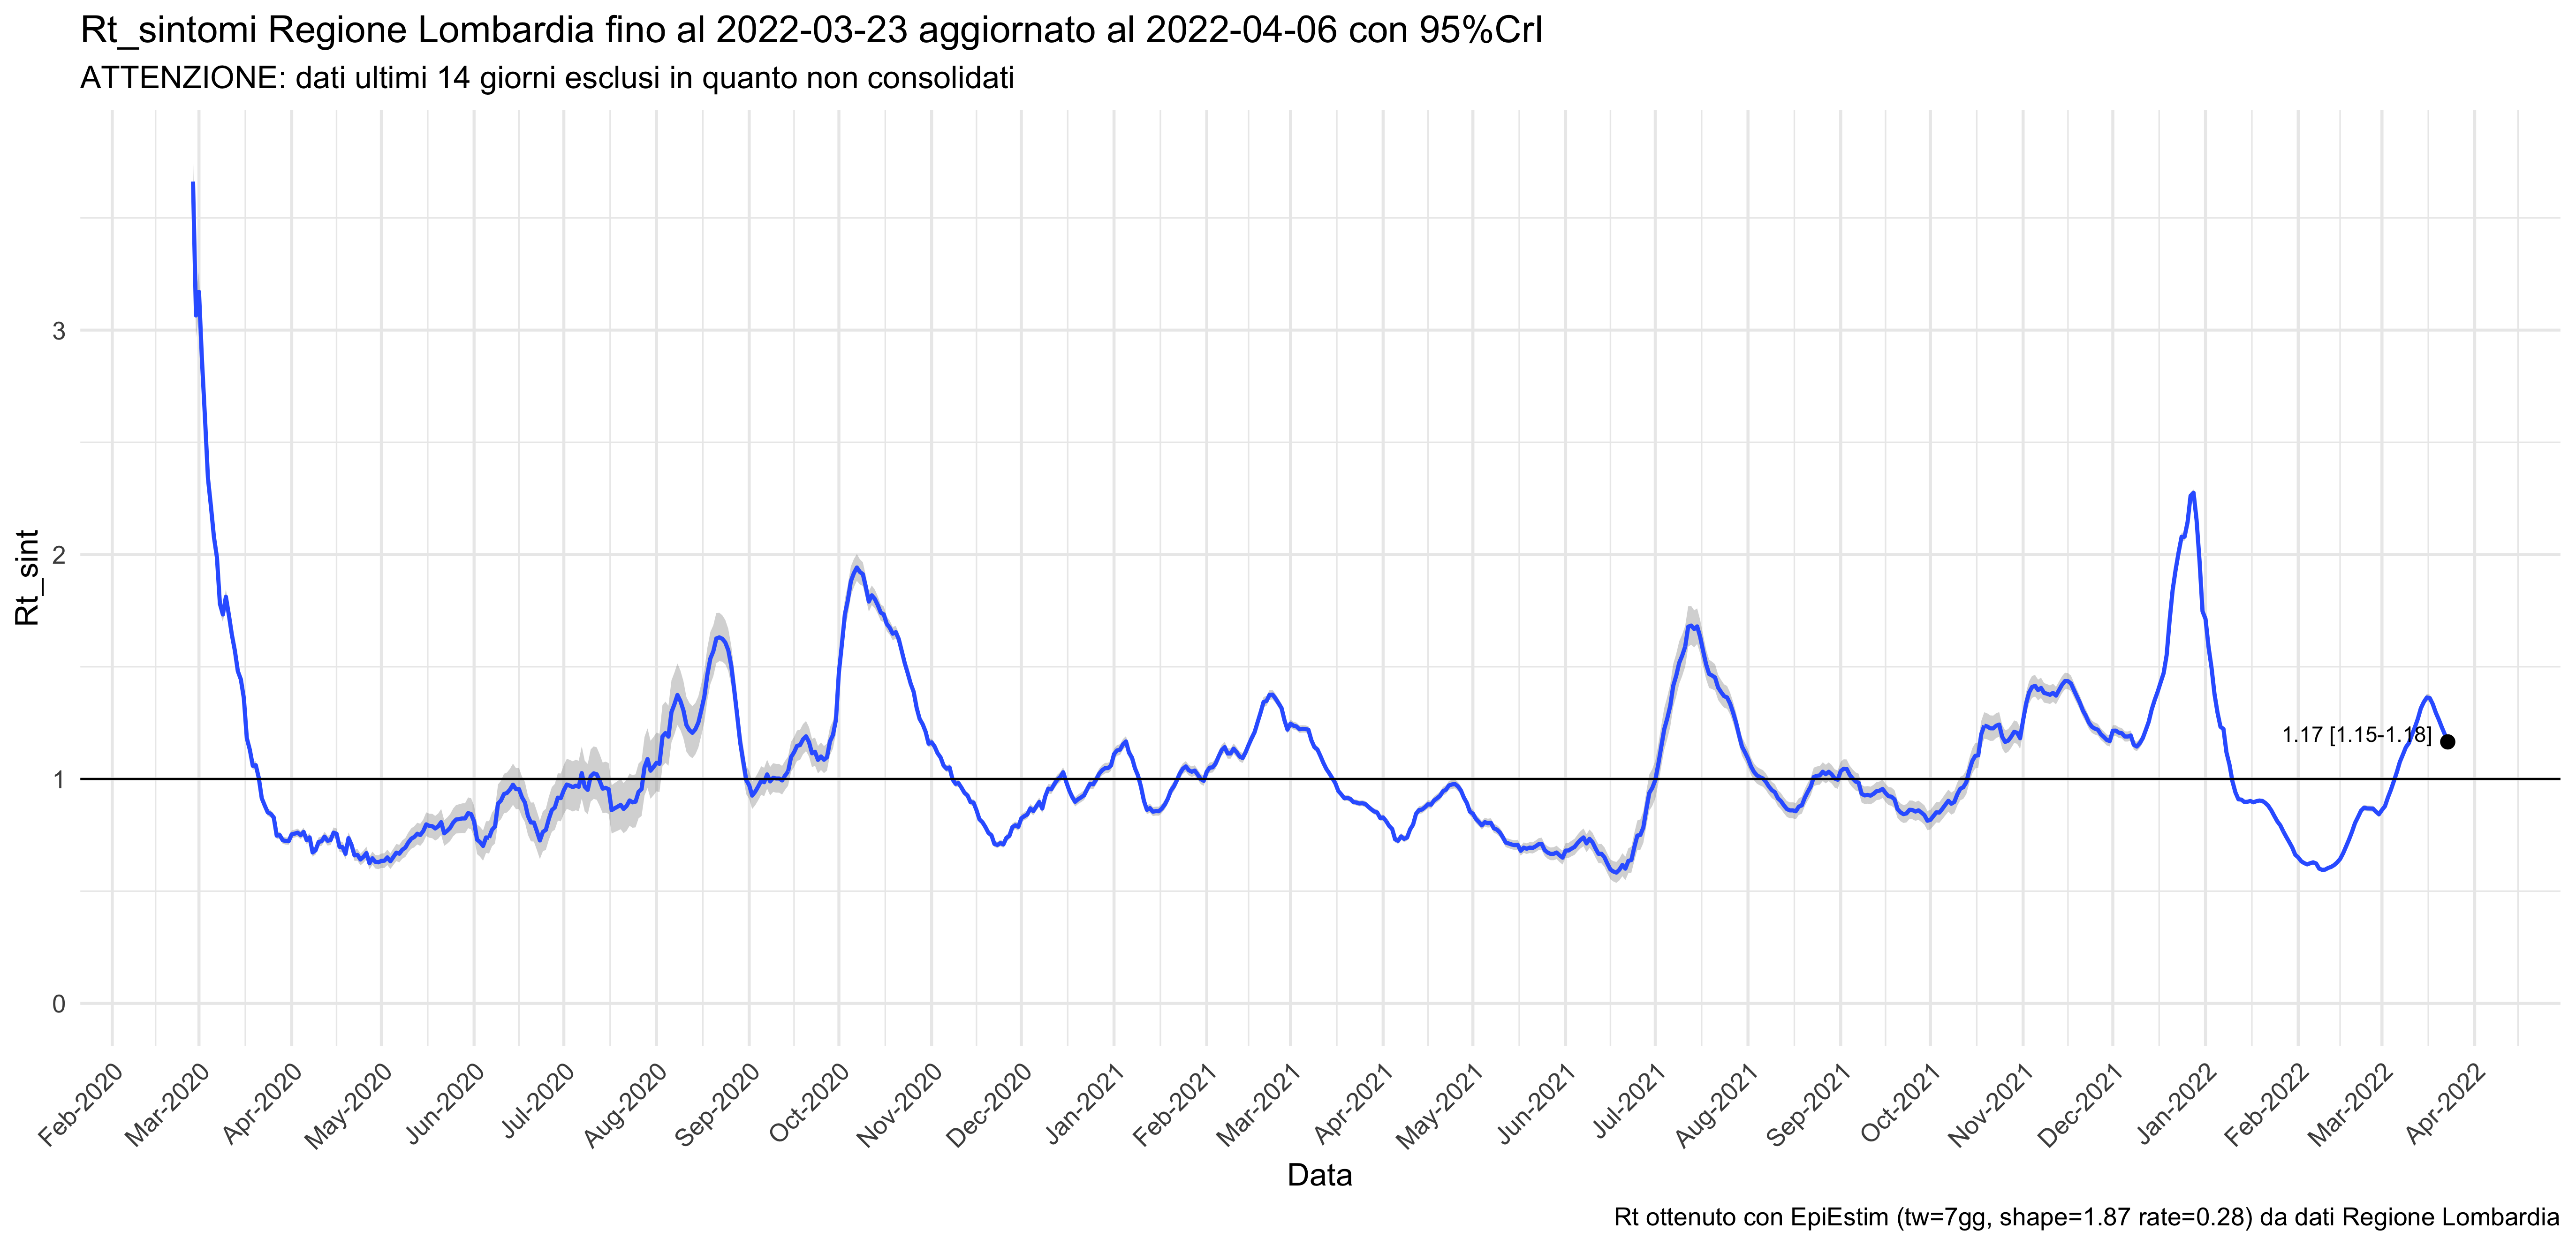 Rt_sintomi Regione Lombardia fino al 2022-03-23 aggiornato al 2022-04-06 con 95%CrI
ATTENZIONE: dati ultimi 14 giorni esclusi in quanto non consolidati
Rt_sint
3
2
1
0
1.17 [1.15-1.18]
Feb-2020
Mar-2020
Apr-2020
May-2020
Jun-2020
Jul-2020
Aug-2020
Sep-2020
Oct-2020
Nov-2020
Dec-2020
Jan-2021
Feb-2021
Mar-2021
Apr-2021
May-2021
Jun-2021
Jul-2021
Aug-2021
Sep-2021
Oct-2021
Nov-2021
Dec-2021
Jan-2022
Feb-2022
Mar-2022
Apr-2022
Data
Rt ottenuto con EpiEstim (tw=7gg, shape=1.87 rate=0.28) da dati Regione Lombardia